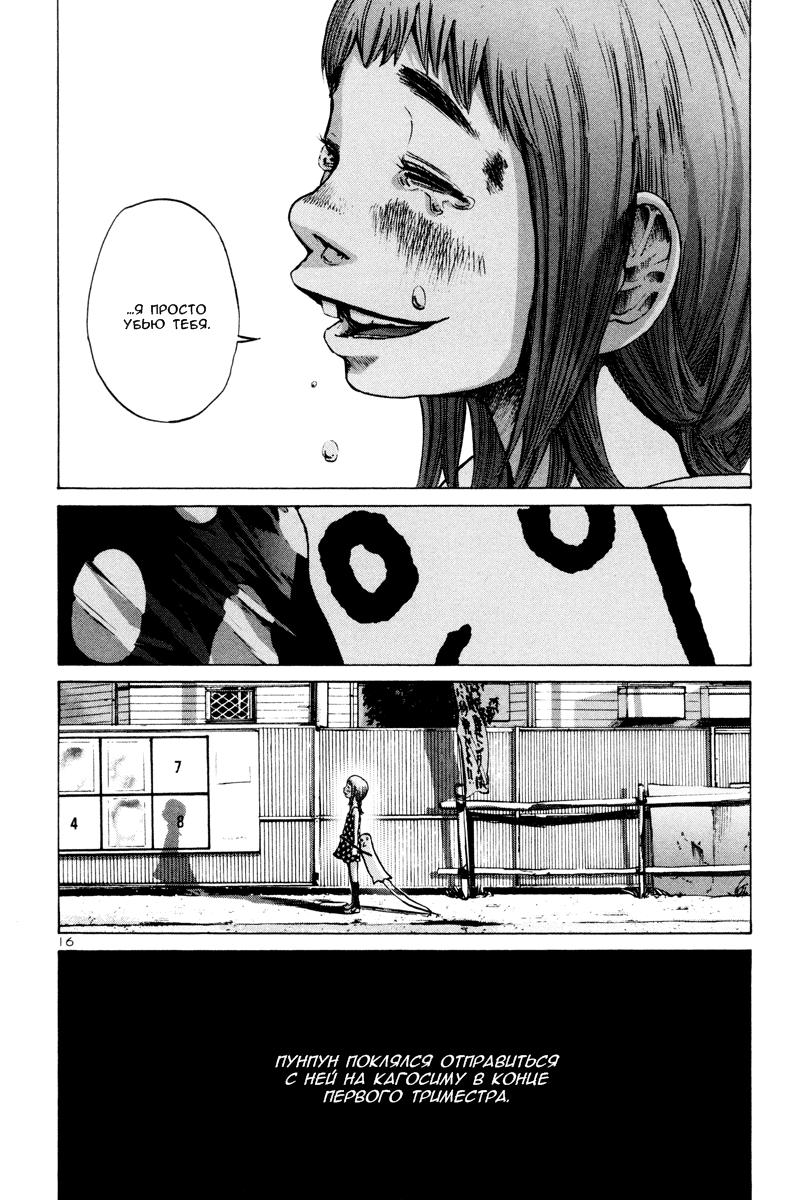 ...Я ПРОСТО
УБЬЮ ТЕБЯ.
7
4
8
16
ПУНПУН ПОКЛЯЛСЯ ОТПРАВИТЬСЯ
С НЕЙ НА КАГОСИМУ В КОНЦЕ
ПЕРВОГО ТРИМЕСТРА.